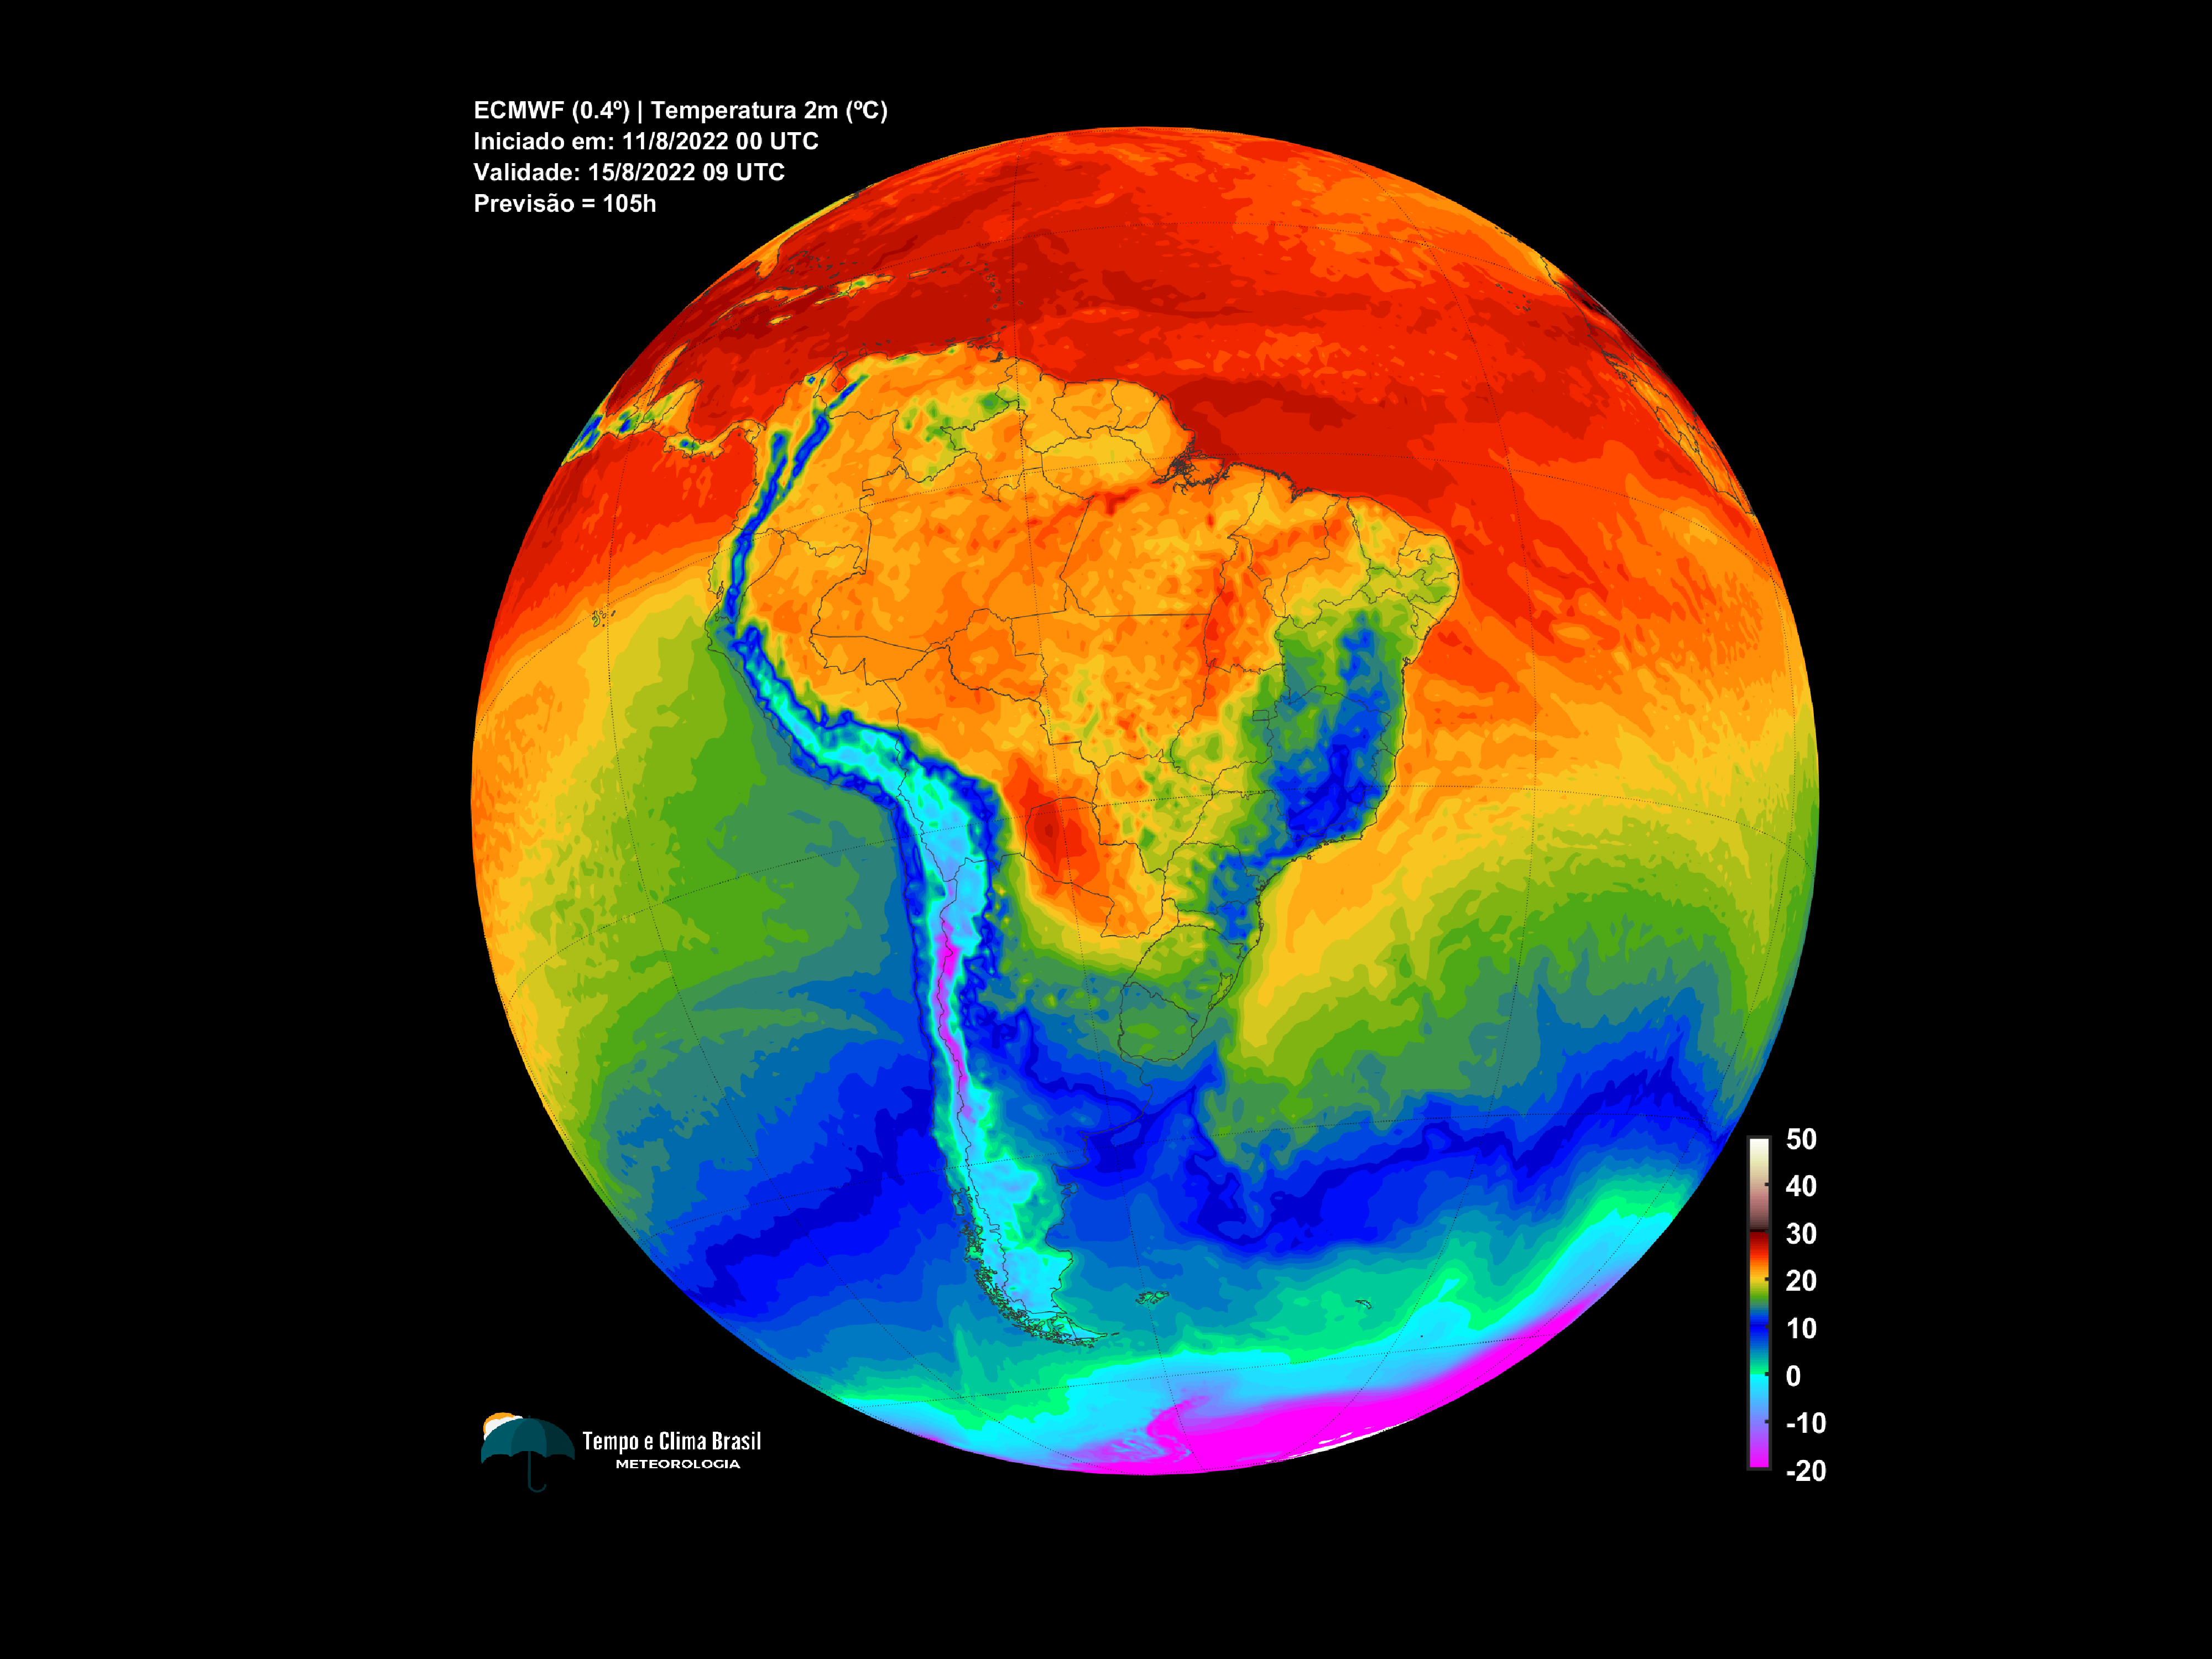 ECMWF (0.4º) | Temperatura 2m (ºC)
Iniciado em: 11/8/2022 00 UTC
Validade: 15/8/2022 09 UTC
Previsão = 105h
50
40
30
20
10
0
-10
-20
Tempo e Clima Brasil
METEOROLOGIA